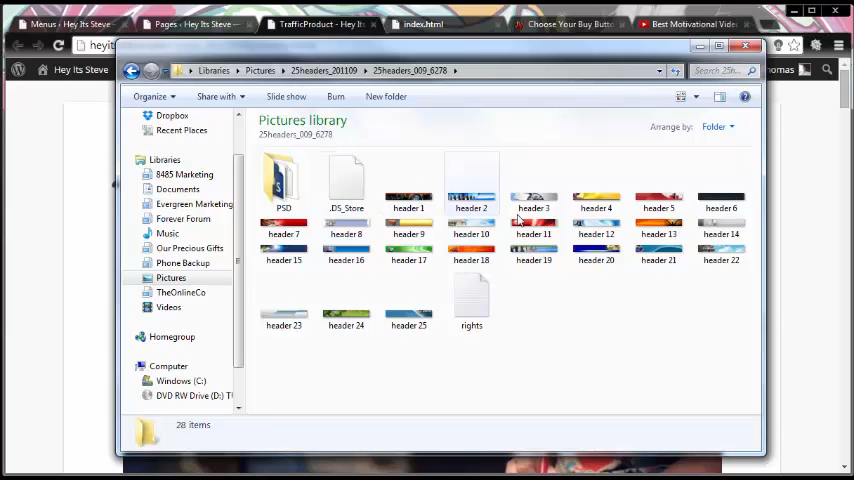 Menus ‹ Hey It's Steve — × Pages ‹ Hey Its Steve — × TrafficProduct - Hey It × index.html × Choose Your Buy Butto × Best Motivational Vide ×
heyit
Hey Its Steve
homas
Libraries ▸ Pictures ▸ 25headers_201109 ▸ 25headers_009_6278 ▸
Search 25h...
Organize ▾ Share with ▾ Slide show Burn New folder
Pictures library
25headers_009_6278
Arrange by: Folder ▾
Dropbox
Recent Places
Libraries
8485 Marketing
Documents
Evergreen Marketing
Forever Forum
Music
Our Precious Gifts
Phone Backup
Pictures
TheOnlineCo
Videos
Homegroup
Computer
Windows (C:)
DVD RW Drive (D:) T
PSD .DS_Store header 1 header 2 header 3 header 4 header 5 header 6
header 7 header 8 header 9 header 10 header 11 header 12 header 13 header 14
header 15 header 16 header 17 header 18 header 19 header 20 header 21 header 22
header 23 header 24 header 25 rights
28 items